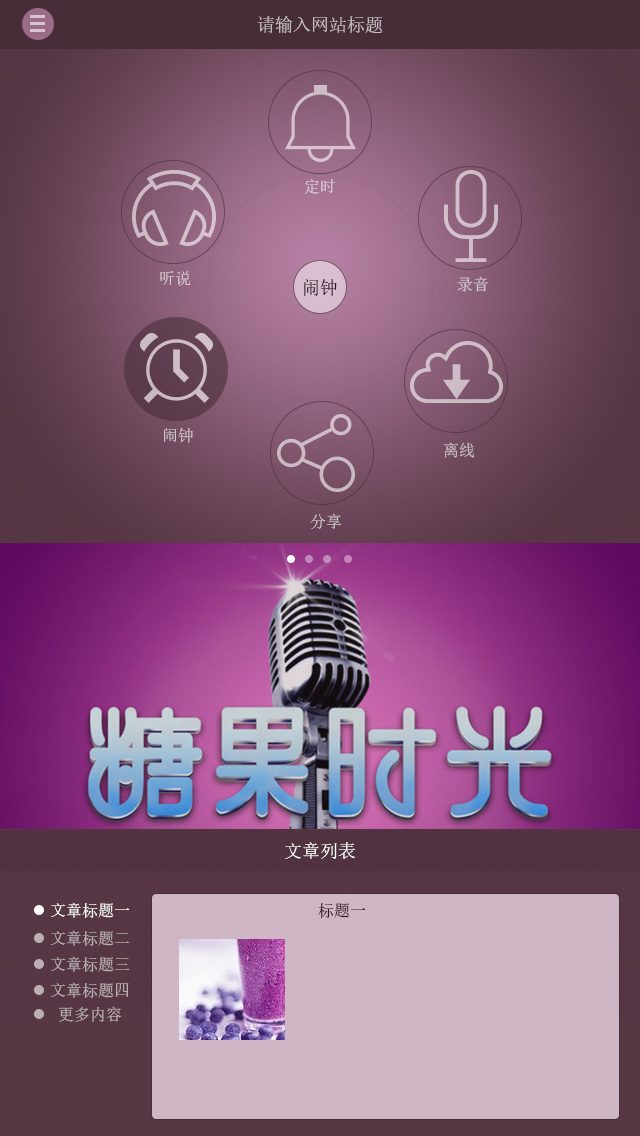 请输入网站标题
定时
听说
录音
闹钟
闹钟
离线
分享
糖果时光
文章列表
文章标题一
标题一
文章标题二
文章标题三
文章标题四
更多内容